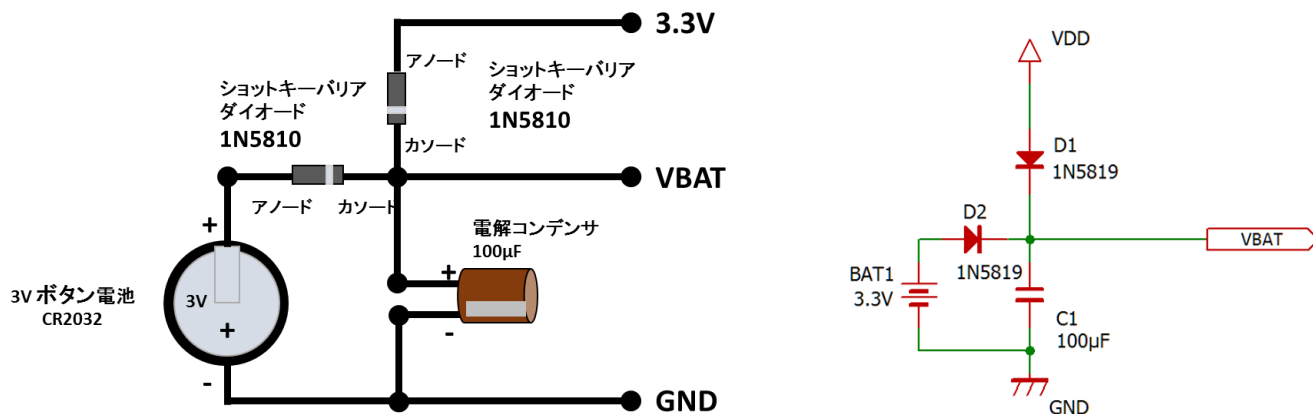 3.3V
アノード
ショットキーバリア
ダイオード
1N5810
カソード
ショットキーバリア
ダイオード
1N5810
アノード
カソード
VBAT
+
3V
+
-
3V ボタン電池
CR2032
電解コンデンサ
100μF
+
-
GND
VDD
D1
1N5819
D2
1N5819
VBAT
BAT1
3.3V
C1
100μF
GND